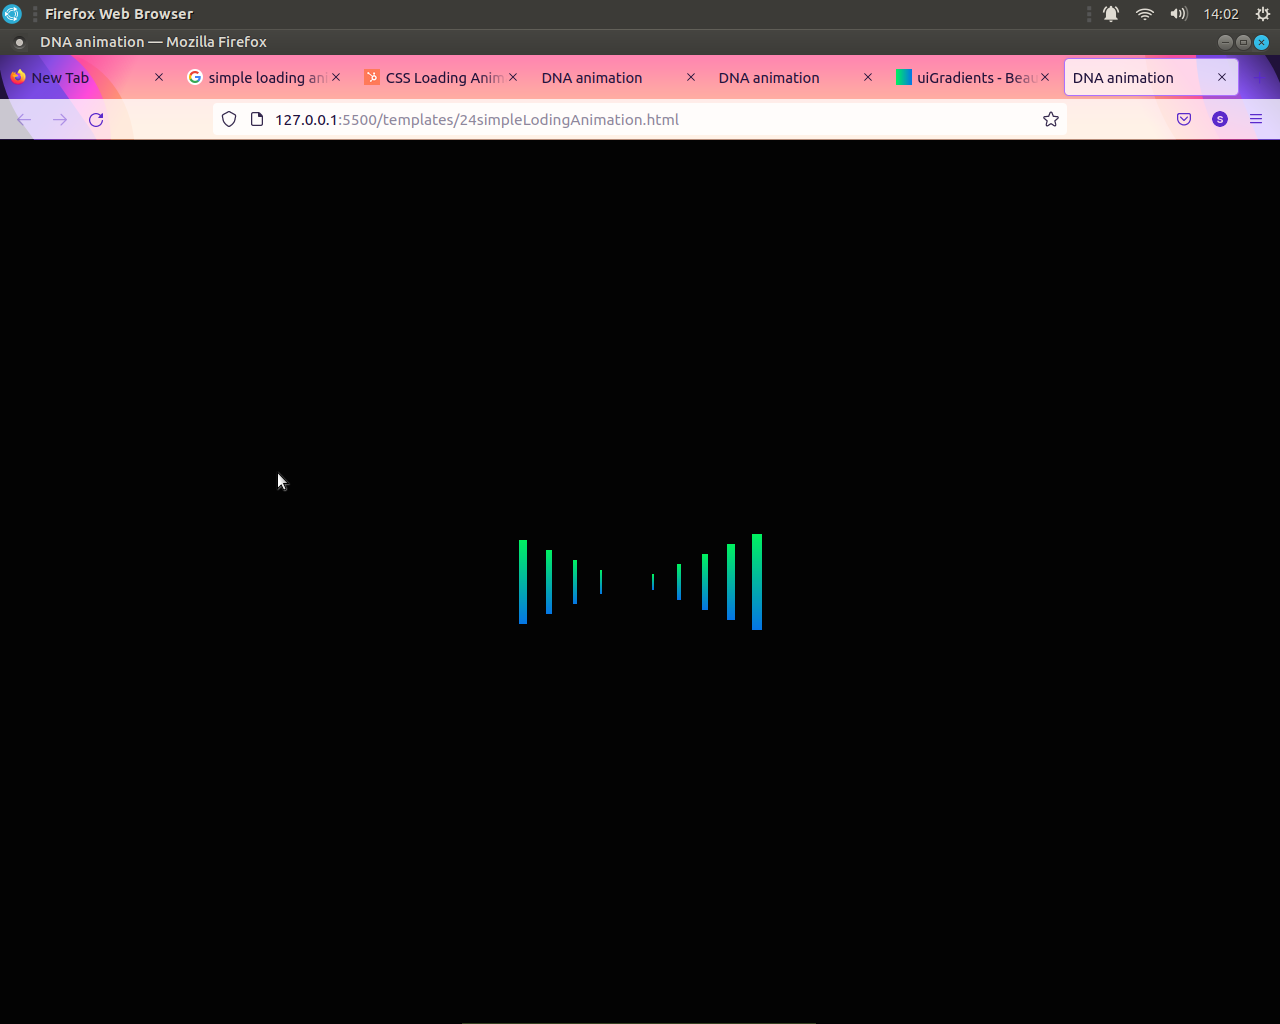 Firefox Web Browser
14:02
DNA animation — Mozilla Firefox
New Tab
simple loading ani
CSS Loading Anim
DNA animation
DNA animation
uiGradients - Beau
DNA animation
127.0.0.1:5500/templates/24simpleLodingAnimation.html
S